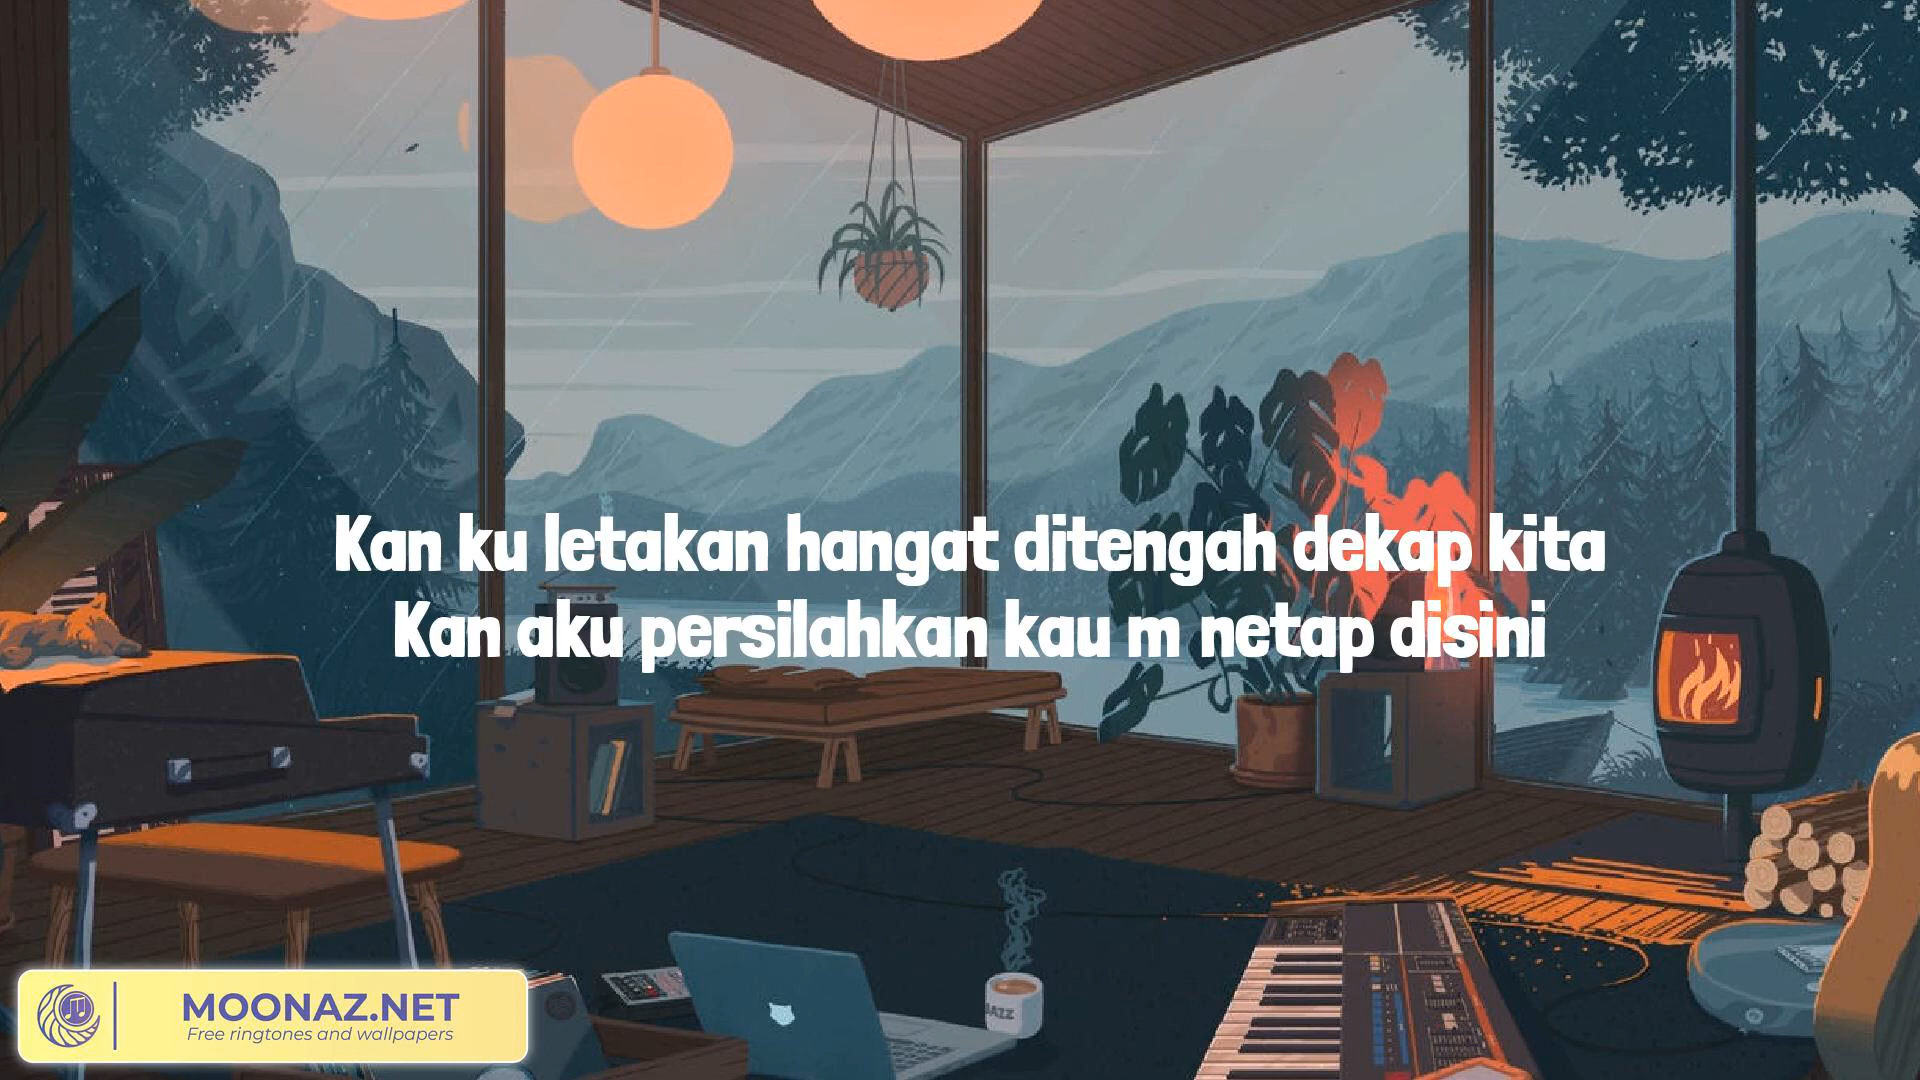 Kan ku letakan hangat ditengah dekap kita
Kan aku persilahkan kau m netap disini
JAZZ
MOONAZ.NET
Free ringtones and wallpapers